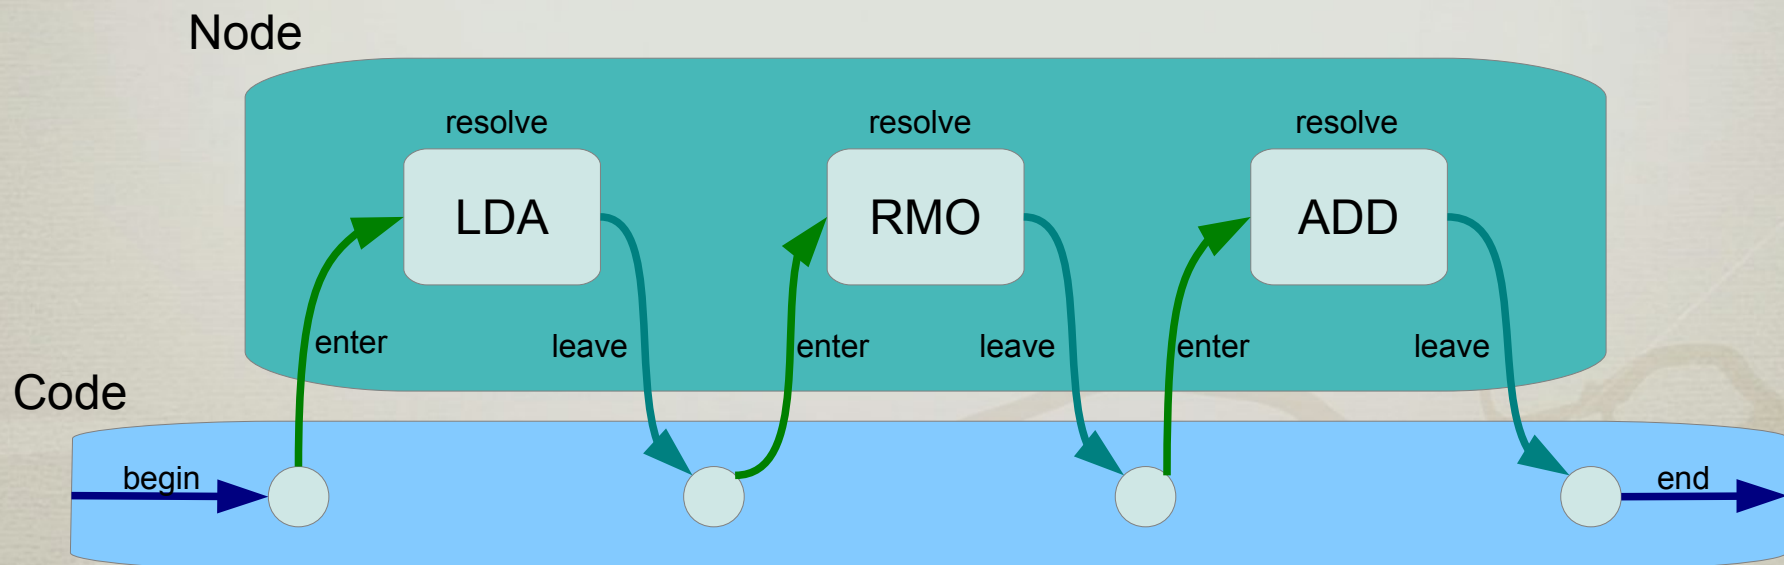 Node
resolve resolve resolve
LDA RMO ADD
enter leave enter leave enter leave
Code
begin end